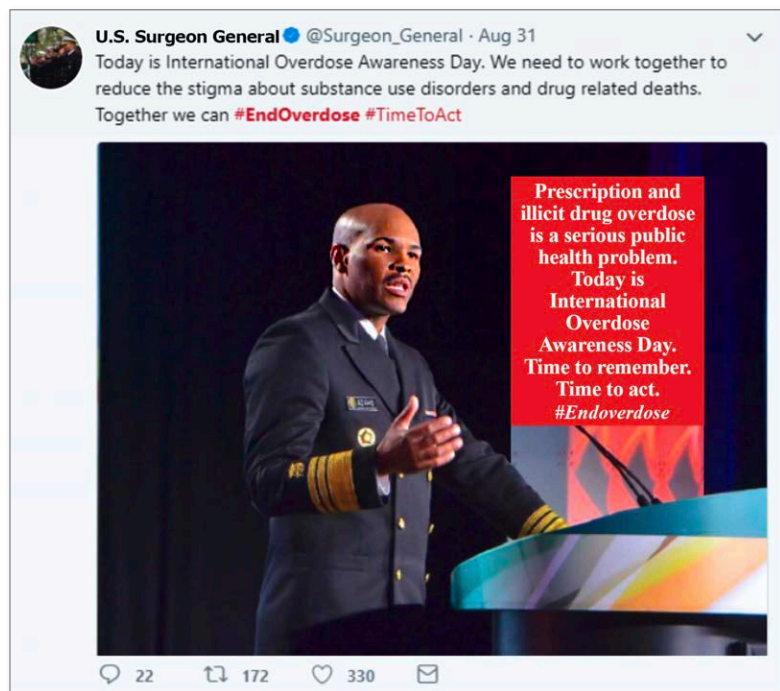 U.S. Surgeon General @Surgeon_General · Aug 31
Today is International Overdose Awareness Day. We need to work together to
reduce the stigma about substance use disorders and drug related deaths.
Together we can #EndOverdose #TimeToAct
Prescription and
illicit drug overdose
is a serious public
health problem.
Today is
International
Overdose
Awareness Day.
Time to remember.
Time to act.
#Endoverdose
ADAMS
22 172 330